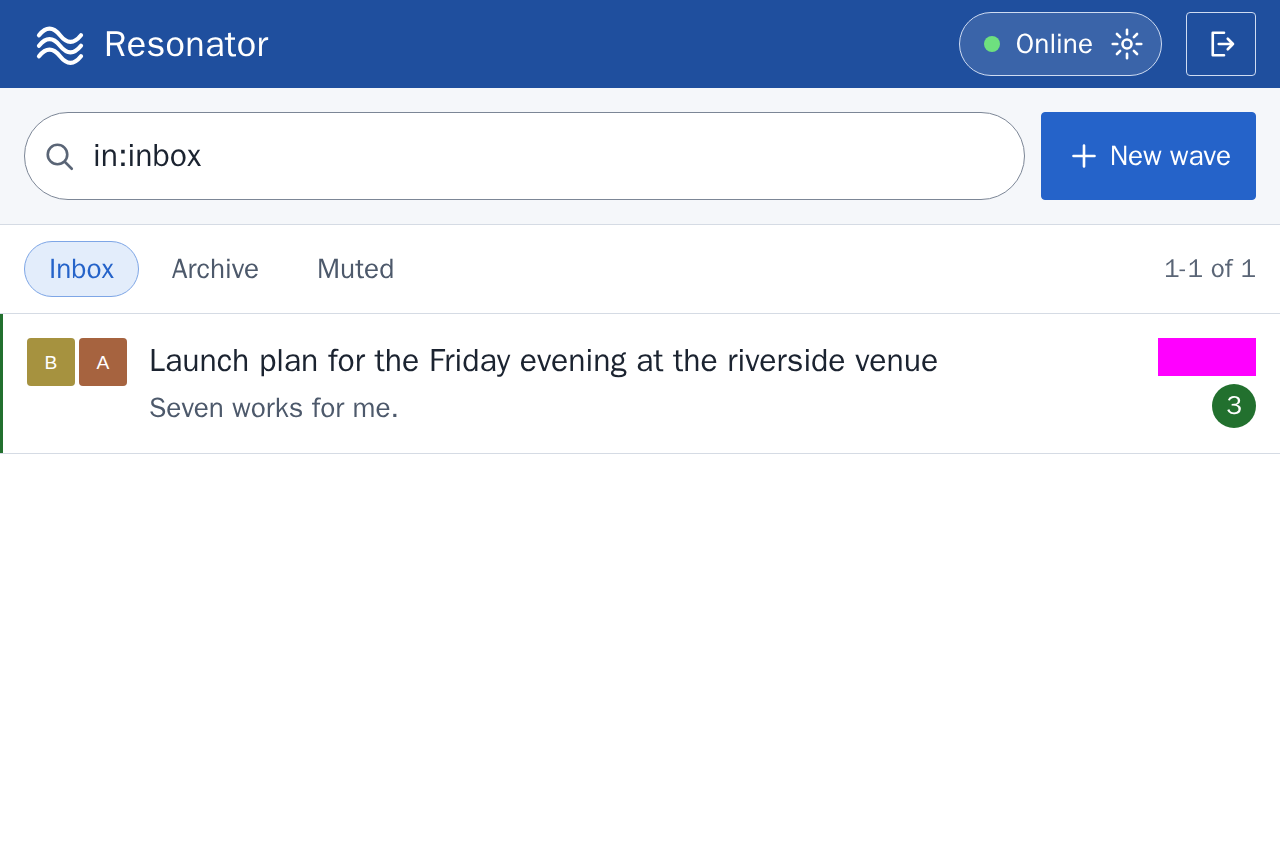 Resonator
Online
in:inbox
New wave
Inbox
Archive
Muted
1-1 of 1
B
A
Launch plan for the Friday evening at the riverside venue
Seven works for me.
3